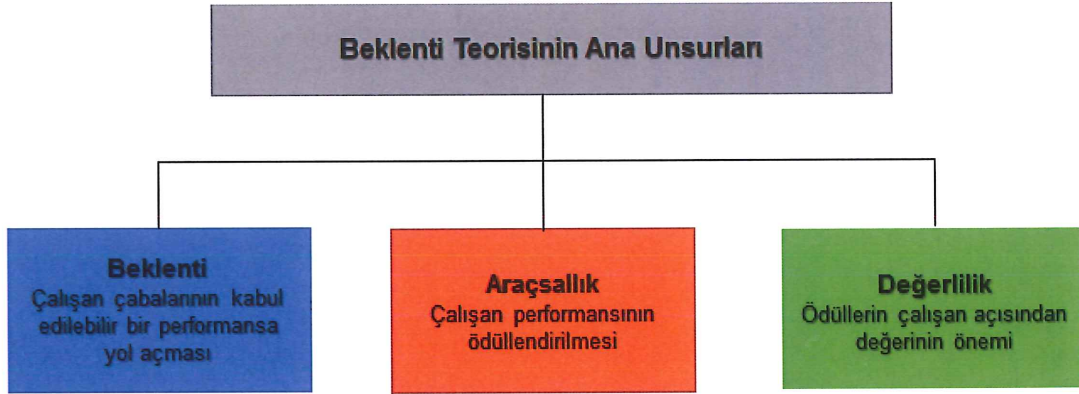 Beklenti Teorisinin Ana Unsurları
Beklenti
Çalışan çabalarının kabul
edilebilir bir performansa
yol açması
Araçsallık
Çalışan performansının
ödüllendirilmesi
Değerlilik
Ödüllerin çalışan açısından
değerinin önemi